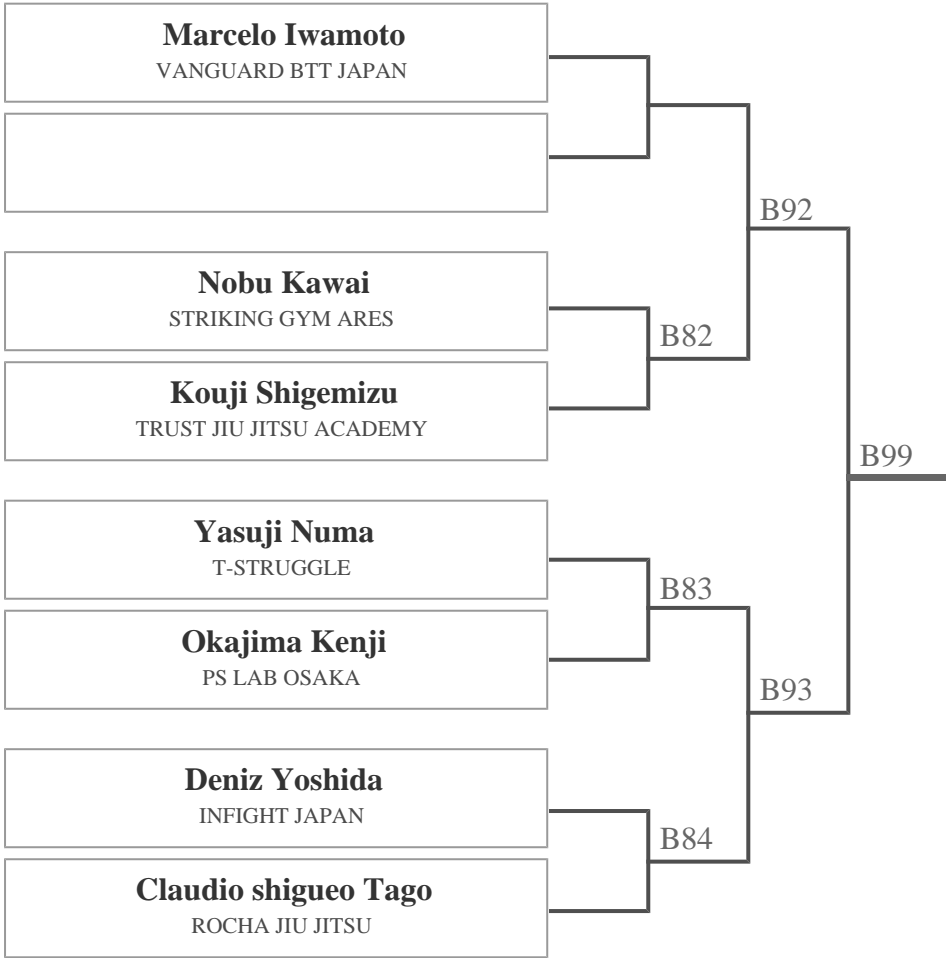 Marcelo Iwamoto
VANGUARD BTT JAPAN
B92
Nobu Kawai
STRIKING GYM ARES
B82
Kouji Shigemizu
TRUST JIU JITSU ACADEMY
B99
Yasuji Numa
T-STRUGGLE
B83
Okajima Kenji
PS LAB OSAKA
B93
Deniz Yoshida
INFIGHT JAPAN
B84
Claudio shigueo Tago
ROCHA JIU JITSU